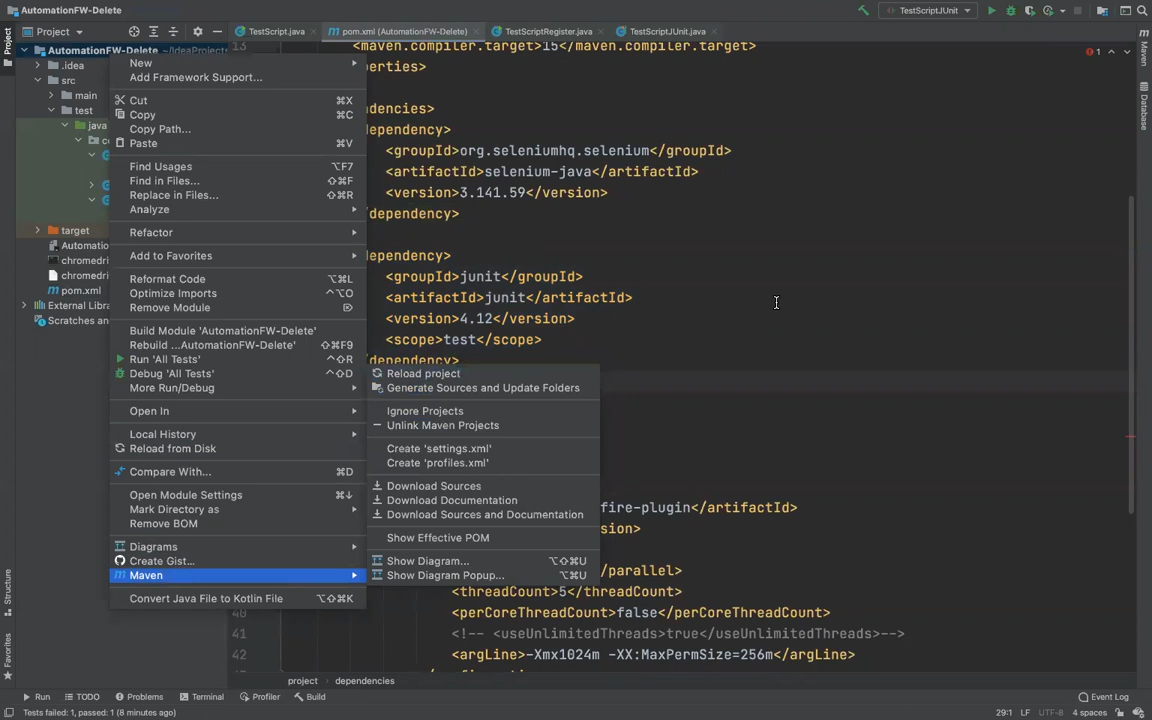 AutomationFW-Delete
TestScriptJUnit
Project
TestScript.java
pom.xml (AutomationFW-Delete)
TestScriptRegister.java
TestScriptJUnit.java
Project
AutomationFW-Delete ~/IdeaProjects
.idea
src
main
test
java
target
pom.xml
Scratches an
New
Add Framework Support...
Cut ⌘X
Copy ⌘C
Copy Path...
Paste ⌘V
Find Usages ⌥F7
Find in Files... ⇧⌘F
Replace in Files... ⇧⌘R
Analyze
Refactor
Add to Favorites
Reformat Code ⌥⌘L
Optimize Imports ^⌥O
Remove Module ⌦
Build Module 'AutomationFW-Delete'
Rebuild ...AutomationFW-Delete' ⇧⌘F9
Run 'All Tests' ^⇧R
Debug 'All Tests' ^⇧D
More Run/Debug
Open In
Local History
Reload from Disk
Compare With... ⌘D
Open Module Settings ⌘↓
Mark Directory as
Remove BOM
Diagrams
Create Gist...
Maven
Convert Java File to Kotlin File ⌥⇧⌘K
Reload project
Generate Sources and Update Folders
Ignore Projects
Unlink Maven Projects
Create 'settings.xml'
Create 'profiles.xml'
Download Sources
Download Documentation
Download Sources and Documentation
Show Effective POM
Show Diagram... ⌥⇧⌘U
Show Diagram Popup... ⌥⌘U
13 <maven.compiler.target>15</maven.compiler.target>
perties>
dencies>
ependency>
<groupId>org.seleniumhq.selenium</groupId>
<artifactId>selenium-java</artifactId>
<version>3.141.59</version>
/dependency>
ependency>
<groupId>junit</groupId>
<artifactId>junit</artifactId>
<version>4.12</version>
<scope>test</scope>
/dependency>
fire-plugin</artifactId>
sion>
/parallel>
<threadCount>5</threadCount>
40 <perCoreThreadCount>false</perCoreThreadCount>
41 <!-- <useUnlimitedThreads>true</useUnlimitedThreads>-->
42 <argLine>-Xmx1024m -XX:MaxPermSize=256m</argLine>
1
Maven
Database
Structure
Favorites
project
dependencies
Run
TODO
Problems
Terminal
Profiler
Build
Event Log
Tests failed: 1, passed: 1 (8 minutes ago)
29:1 LF UTF-8 4 spaces